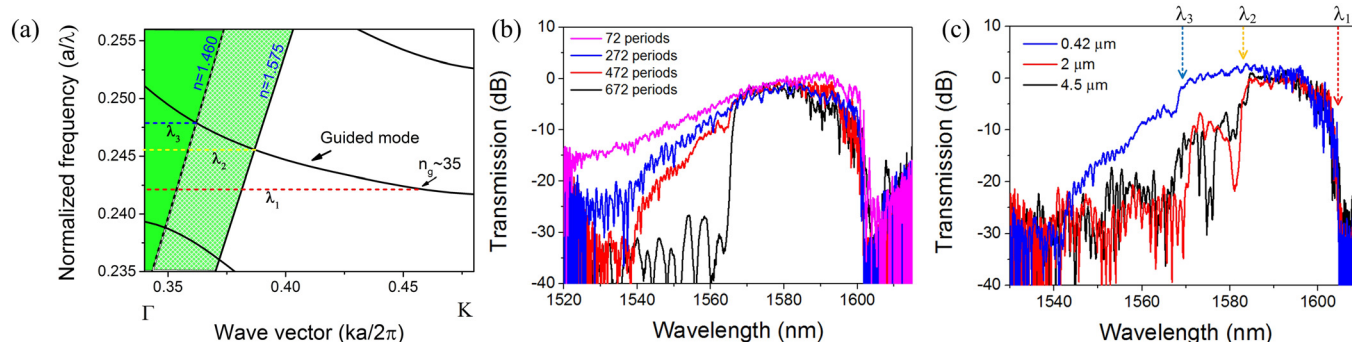 (a)
Normalized frequency (a/λ)
0.255
0.250
0.245
0.240
0.235
n=1.460
n=1.575
λ3
λ2
λ1
Guided mode
ng~35
0.35
0.40
0.45
Γ
K
Wave vector (ka/2π)
(b)
Transmission (dB)
10
0
-10
-20
-30
-40
72 periods
272 periods
472 periods
672 periods
1520
1540
1560
1580
1600
Wavelength (nm)
(c)
λ3
λ2
λ1
Transmission (dB)
10
0
-10
-20
-30
-40
0.42 µm
2 µm
4.5 µm
1540
1560
1580
1600
Wavelength (nm)